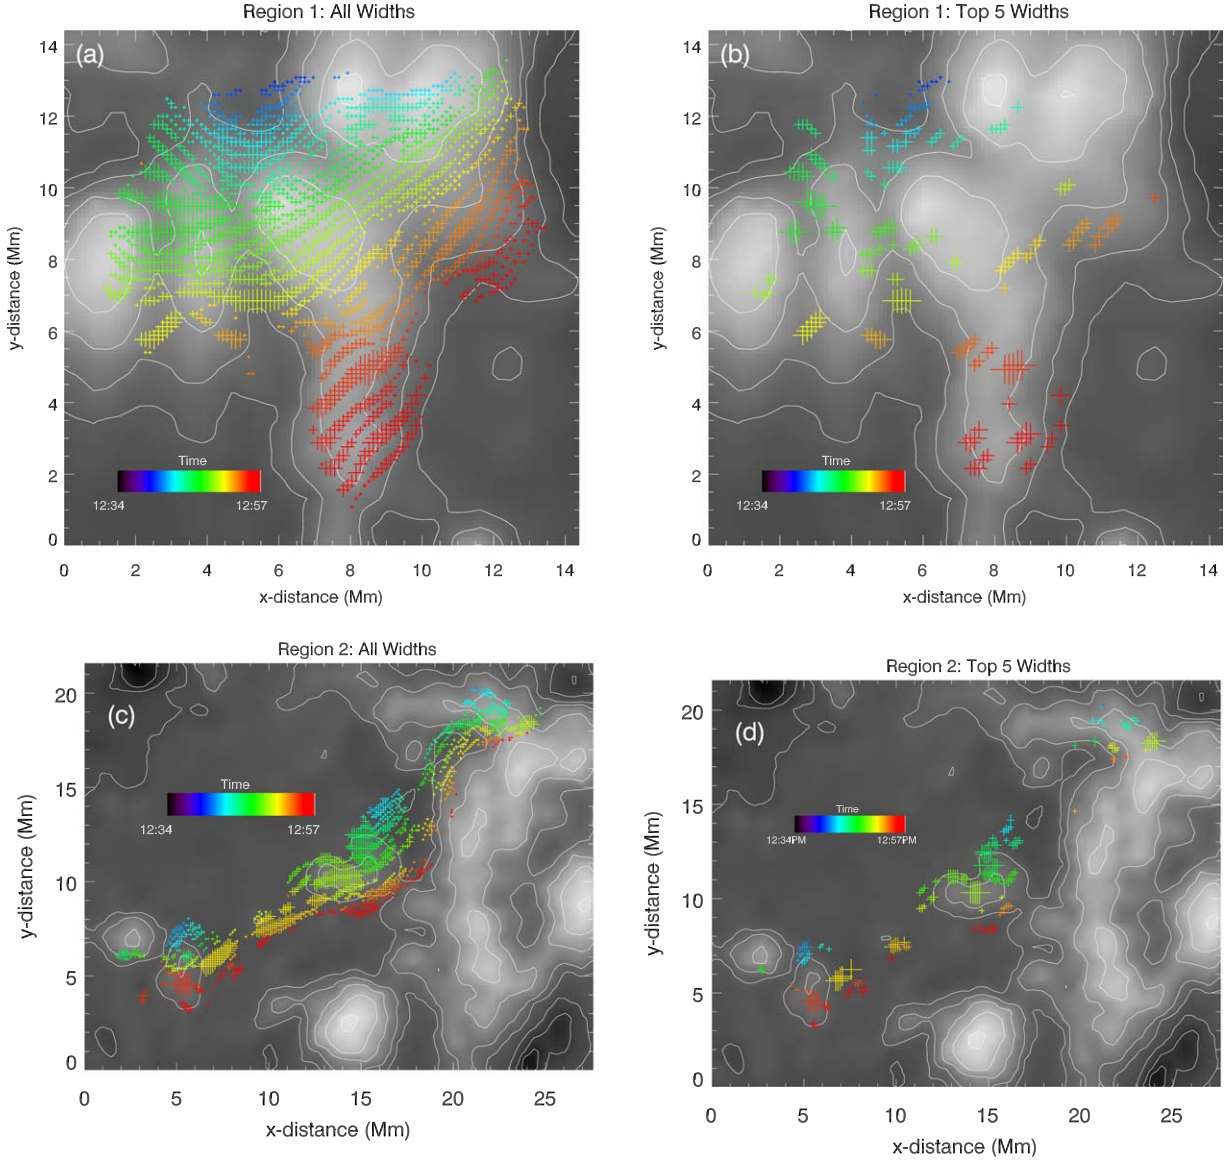 Region 1: All Widths
(a)
14
12
10
8
6
4
2
0
y-distance (Mm)
Time
12:34
12:57
0 2 4 6 8 10 12 14
x-distance (Mm)
Region 1: Top 5 Widths
(b)
14
12
10
8
6
4
2
0
y-distance (Mm)
Time
12:34
12:57
0 2 4 6 8 10 12 14
x-distance (Mm)
Region 2: All Widths
(c)
20
15
10
5
0
y-distance (Mm)
Time
12:34
12:57
0 5 10 15 20 25
x-distance (Mm)
Region 2: Top 5 Widths
(d)
20
15
10
5
0
y-distance (Mm)
Time
12:34PM
12:57PM
0 5 10 15 20 25
x-distance (Mm)